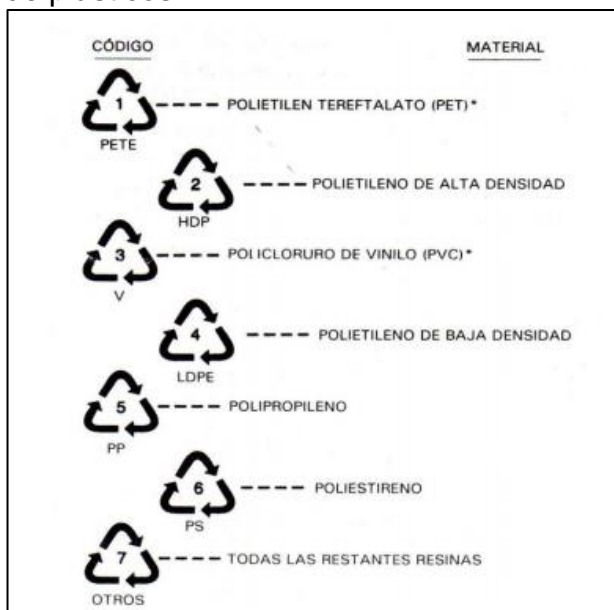 CÓDIGO MATERIAL
1 POLIETILEN TEREFTALATO (PET)*
PETE
2 POLIETILENO DE ALTA DENSIDAD
HDP
3 POLICLORURO DE VINILO (PVC)*
V
4 POLIETILENO DE BAJA DENSIDAD
LDPE
5 POLIPROPILENO
PP
6 POLIESTIRENO
PS
7 TODAS LAS RESTANTES RESINAS
OTROS